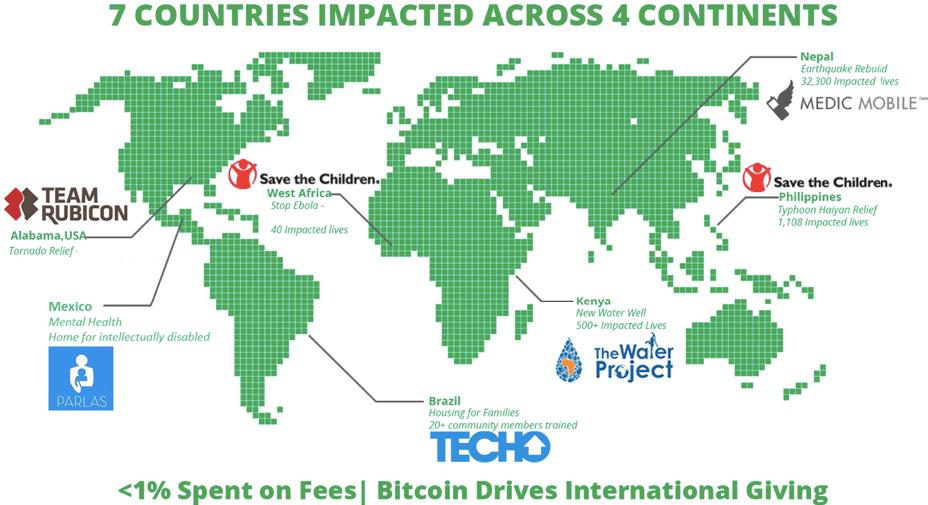 7 COUNTRIES IMPACTED ACROSS 4 CONTINENTS
Nepal
Earthquake Rebuild
32,300 Impacted lives
MEDIC MOBILE
Save the Children.
West Africa
Stop Ebola -
40 Impacted lives
Save the Children.
Philippines
Typhoon Haiyan Relief
1,108 Impacted lives
TEAM
RUBICON
Alabama,USA
Tornado Relief
Mexico
Mental Health
Home for intellectually disabled
PARLAS
Kenya
New Water Well
500+ Impacted Lives
The Water
Project
Brazil
Housing for Families
20+ community members trained
TECHO
<1% Spent on Fees| Bitcoin Drives International Giving